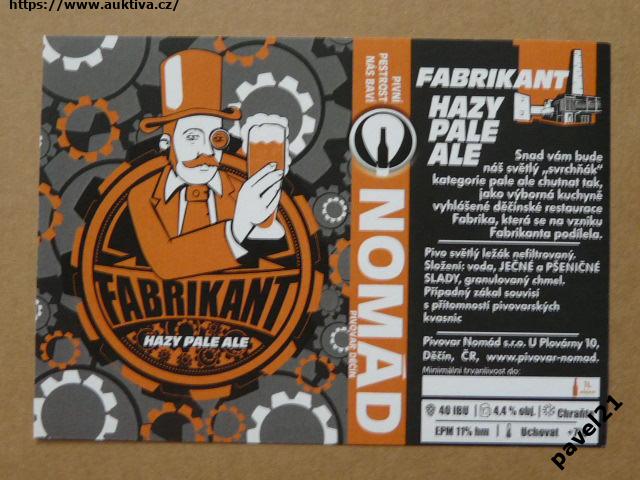 https://www.auktiva.cz/
FABRIKANT
HAZY PALE ALE
PIVNÍ
PESTROST
NÁS BAVÍ
NOMÁD
PIVOVAR DĚČÍN
FABRIKANT
HAZY
PALE
ALE
Snad vám bude
náš světlý „svrchňák"
kategorie pale ale chutnat tak,
jako výborná kuchyně
vyhlášené děčínské restaurace
Fabrika, která se na vzniku
Fabrikanta podílela.
Pivo světlý ležák nefiltrovaný.
Složení: voda, JEČNÉ a PŠENIČNÉ
SLADY, granulovaný chmel.
Případný zákal souvisí
s přítomností pivovarských
kvasnic
Pivovar Nomád s.r.o. U Plovárny 10,
Děčín, ČR, www.pivovar-nomad.
Minimální trvanlivost do:
1L
40 IBU 4.4 % obj. Chraňte
EPM 11% hm Uchovat
pavel21